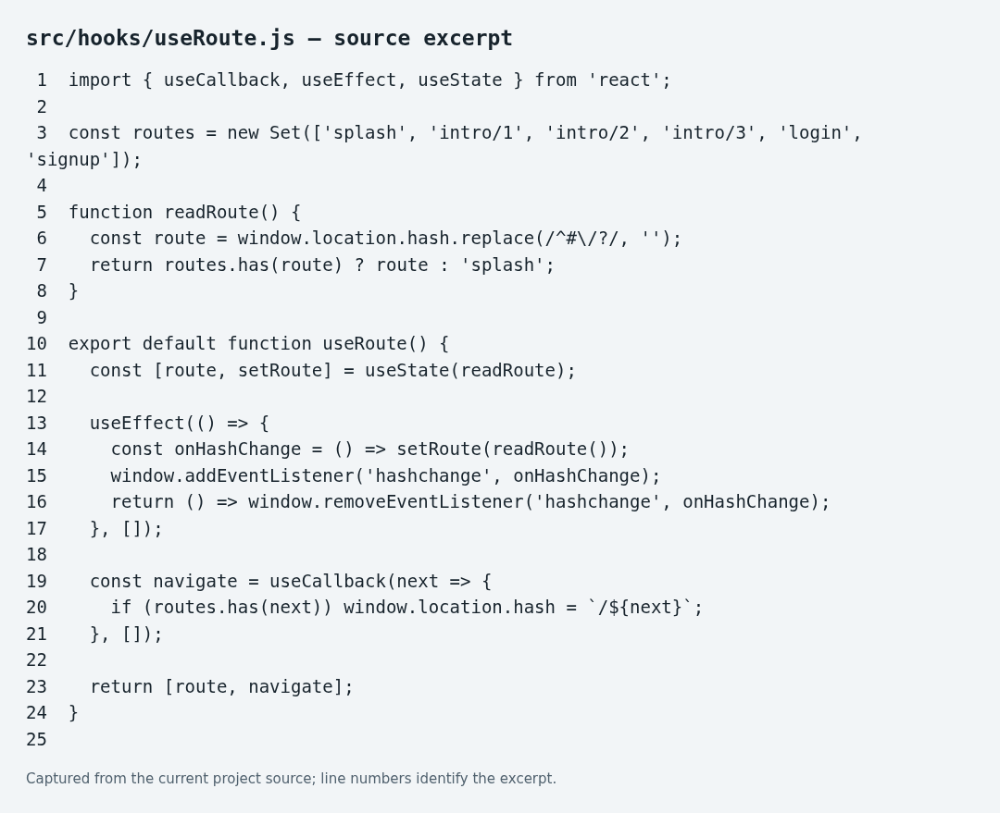 src/hooks/useRoute.js — source excerpt
1  import { useCallback, useEffect, useState } from 'react';
2
3  const routes = new Set(['splash', 'intro/1', 'intro/2', 'intro/3', 'login',
'signup']);
4
5  function readRoute() {
6    const route = window.location.hash.replace(/^#\/?/, '');
7    return routes.has(route) ? route : 'splash';
8  }
9
10  export default function useRoute() {
11    const [route, setRoute] = useState(readRoute);
12
13    useEffect(() => {
14      const onHashChange = () => setRoute(readRoute());
15      window.addEventListener('hashchange', onHashChange);
16      return () => window.removeEventListener('hashchange', onHashChange);
17    }, []);
18
19    const navigate = useCallback(next => {
20      if (routes.has(next)) window.location.hash = `/${next}`;
21    }, []);
22
23    return [route, navigate];
24  }
25
Captured from the current project source; line numbers identify the excerpt.